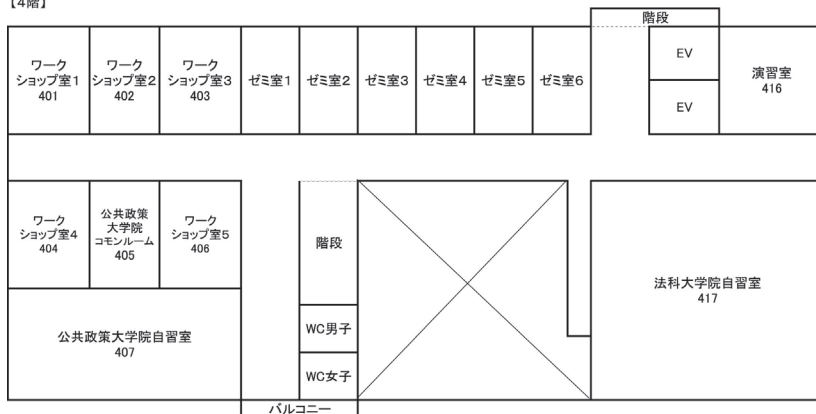 【4階】
階段
ワーク
ショップ室1
401
ワーク
ショップ室2
402
ワーク
ショップ室3
403
ゼミ室1
ゼミ室2
ゼミ室3
ゼミ室4
ゼミ室5
ゼミ室6
EV
EV
演習室
416
ワーク
ショップ室4
404
公共政策
大学院
コモンルーム
405
ワーク
ショップ室5
406
階段
法科大学院自習室
417
公共政策大学院自習室
407
WC男子
WC女子
バルコニー